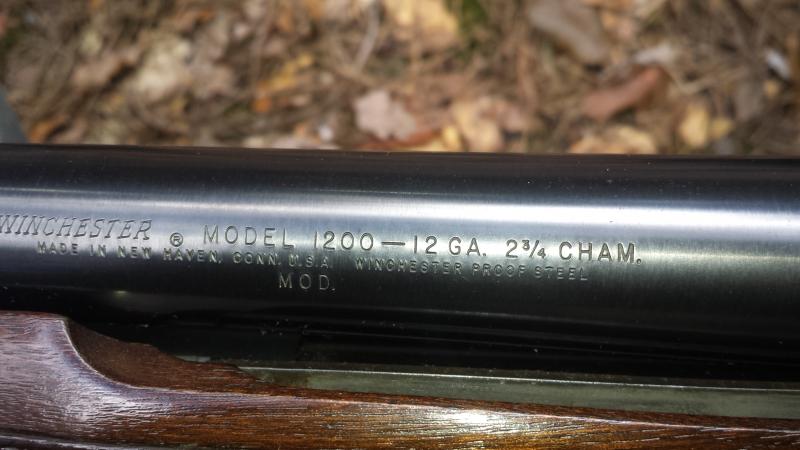 WINCHESTER ® MODEL 1200—12 GA. 2¾ CHAM.
MADE IN NEW HAVEN, CONN. U.S.A. WINCHESTER PROOF STEEL
MOD.